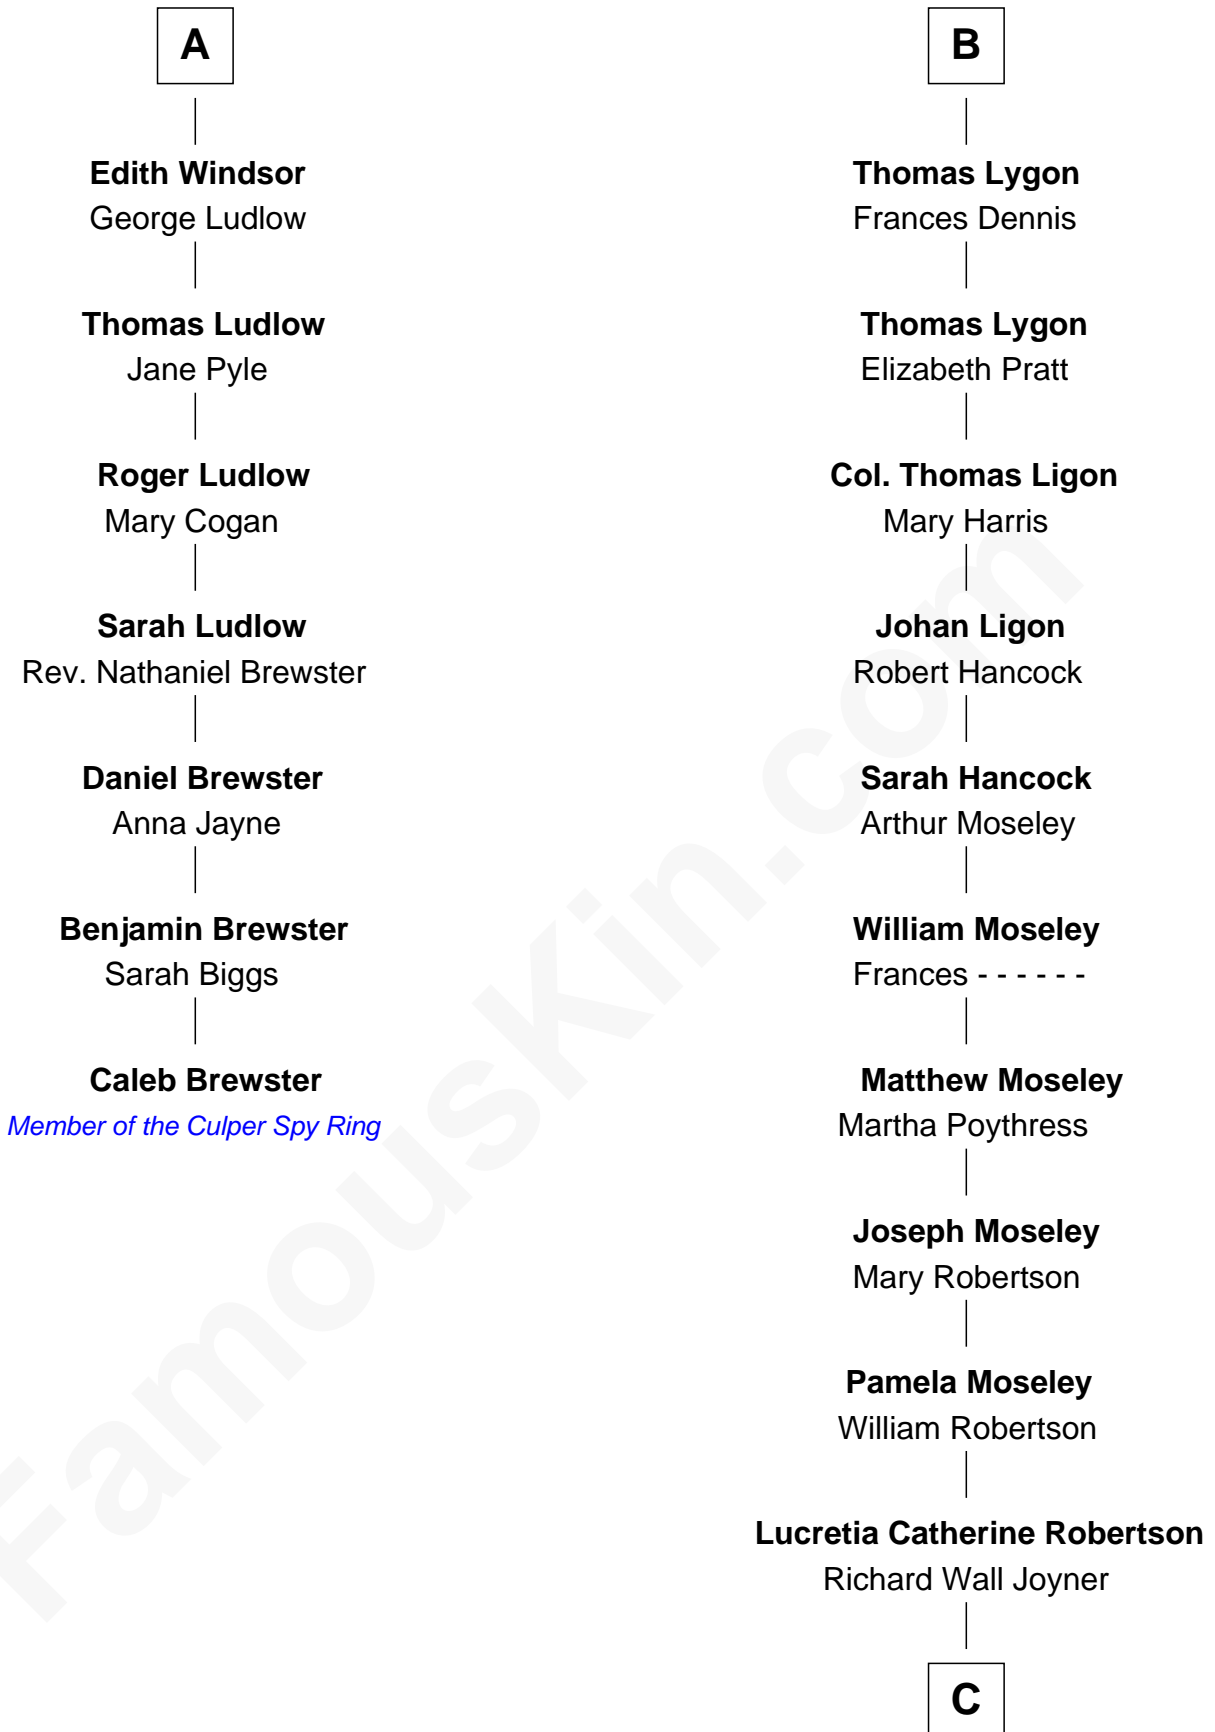 A
Edith Windsor
George Ludlow
Thomas Ludlow
Jane Pyle
Roger Ludlow
Mary Cogan
Sarah Ludlow
Rev. Nathaniel Brewster
Daniel Brewster
Anna Jayne
Benjamin Brewster
Sarah Biggs
Caleb Brewster
Member of the Culper Spy Ring
B
Thomas Lygon
Frances Dennis
Thomas Lygon
Elizabeth Pratt
Col. Thomas Ligon
Mary Harris
Johan Ligon
Robert Hancock
Sarah Hancock
Arthur Moseley
William Moseley
Frances - - - - - -
Matthew Moseley
Martha Poythress
Joseph Moseley
Mary Robertson
Pamela Moseley
William Robertson
Lucretia Catherine Robertson
Richard Wall Joyner
C
FamousKin.com